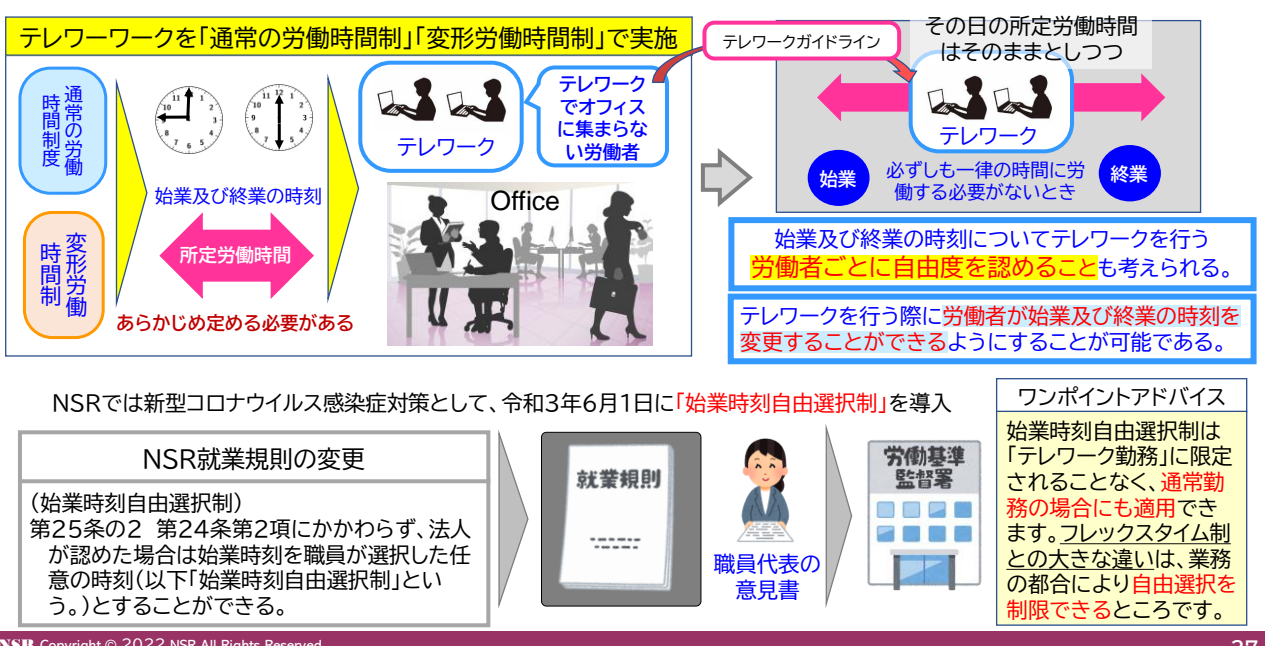 テレワーワークを「通常の労働時間制」「変形労働時間制」で実施
通常の労働
時間制度
変形労働
時間制
始業及び終業の時刻
所定労働時間
あらかじめ定める必要がある
テレワーク
テレワーク
でオフィス
に集まらな
い労働者
Office
テレワークガイドライン
その日の所定労働時間
はそのままとしつつ
テレワーク
始業
必ずしも一律の時間に労
働する必要がないとき
終業
始業及び終業の時刻についてテレワークを行う
労働者ごとに自由度を認めることも考えられる。
テレワークを行う際に労働者が始業及び終業の時刻を
変更することができるようにすることが可能である。
NSRでは新型コロナウイルス感染症対策として、令和3年6月1日に「始業時刻自由選択制」を導入
NSR就業規則の変更
(始業時刻自由選択制)
第25条の2 第24条第2項にかかわらず、法人
が認めた場合は始業時刻を職員が選択した任
意の時刻(以下「始業時刻自由選択制」とい
う。)とすることができる。
就業規則
職員代表の
意見書
労働基準
監督署
ワンポイントアドバイス
始業時刻自由選択制は
「テレワーク勤務」に限定
されることなく、通常勤
務の場合にも適用でき
ます。フレックスタイム制
との大きな違いは、業務
の都合により自由選択を
制限できるところです。
NSR Copyright © 2022 NSR All Rights Reserved
37